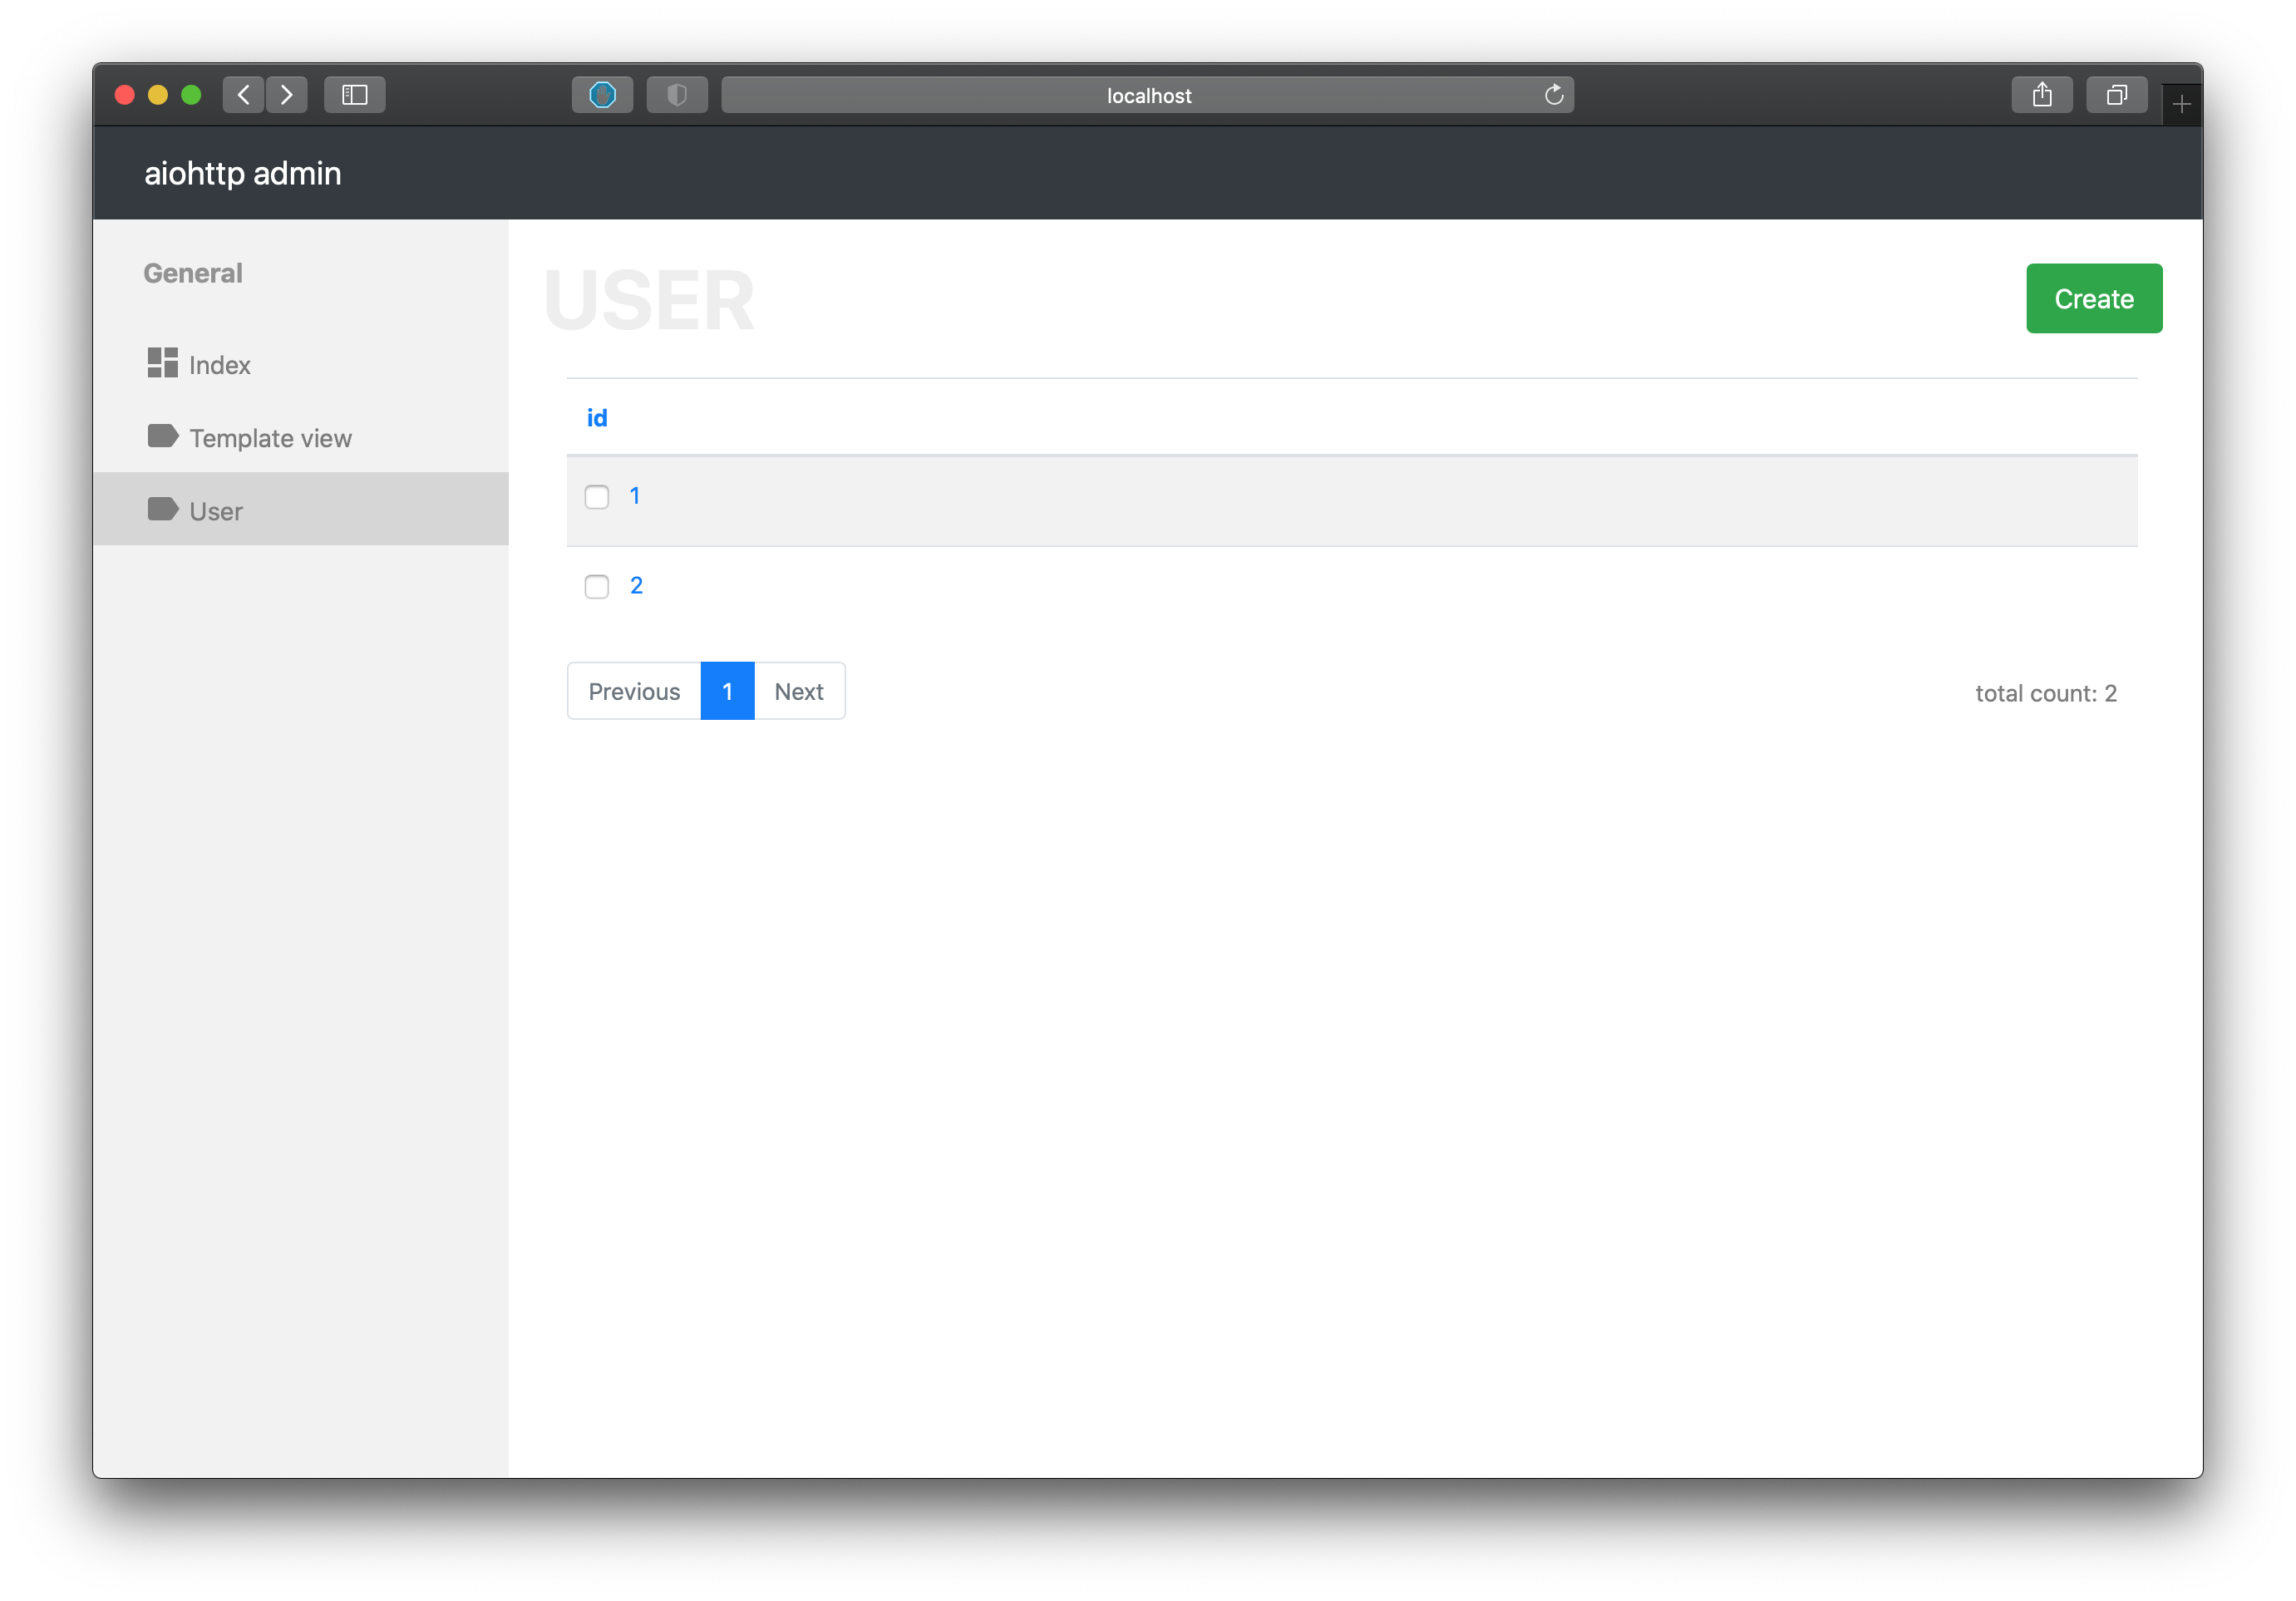 localhost
aiohttp admin
General
Index
Template view
User
USER
Create
id
1
2
Previous 1 Next
total count: 2